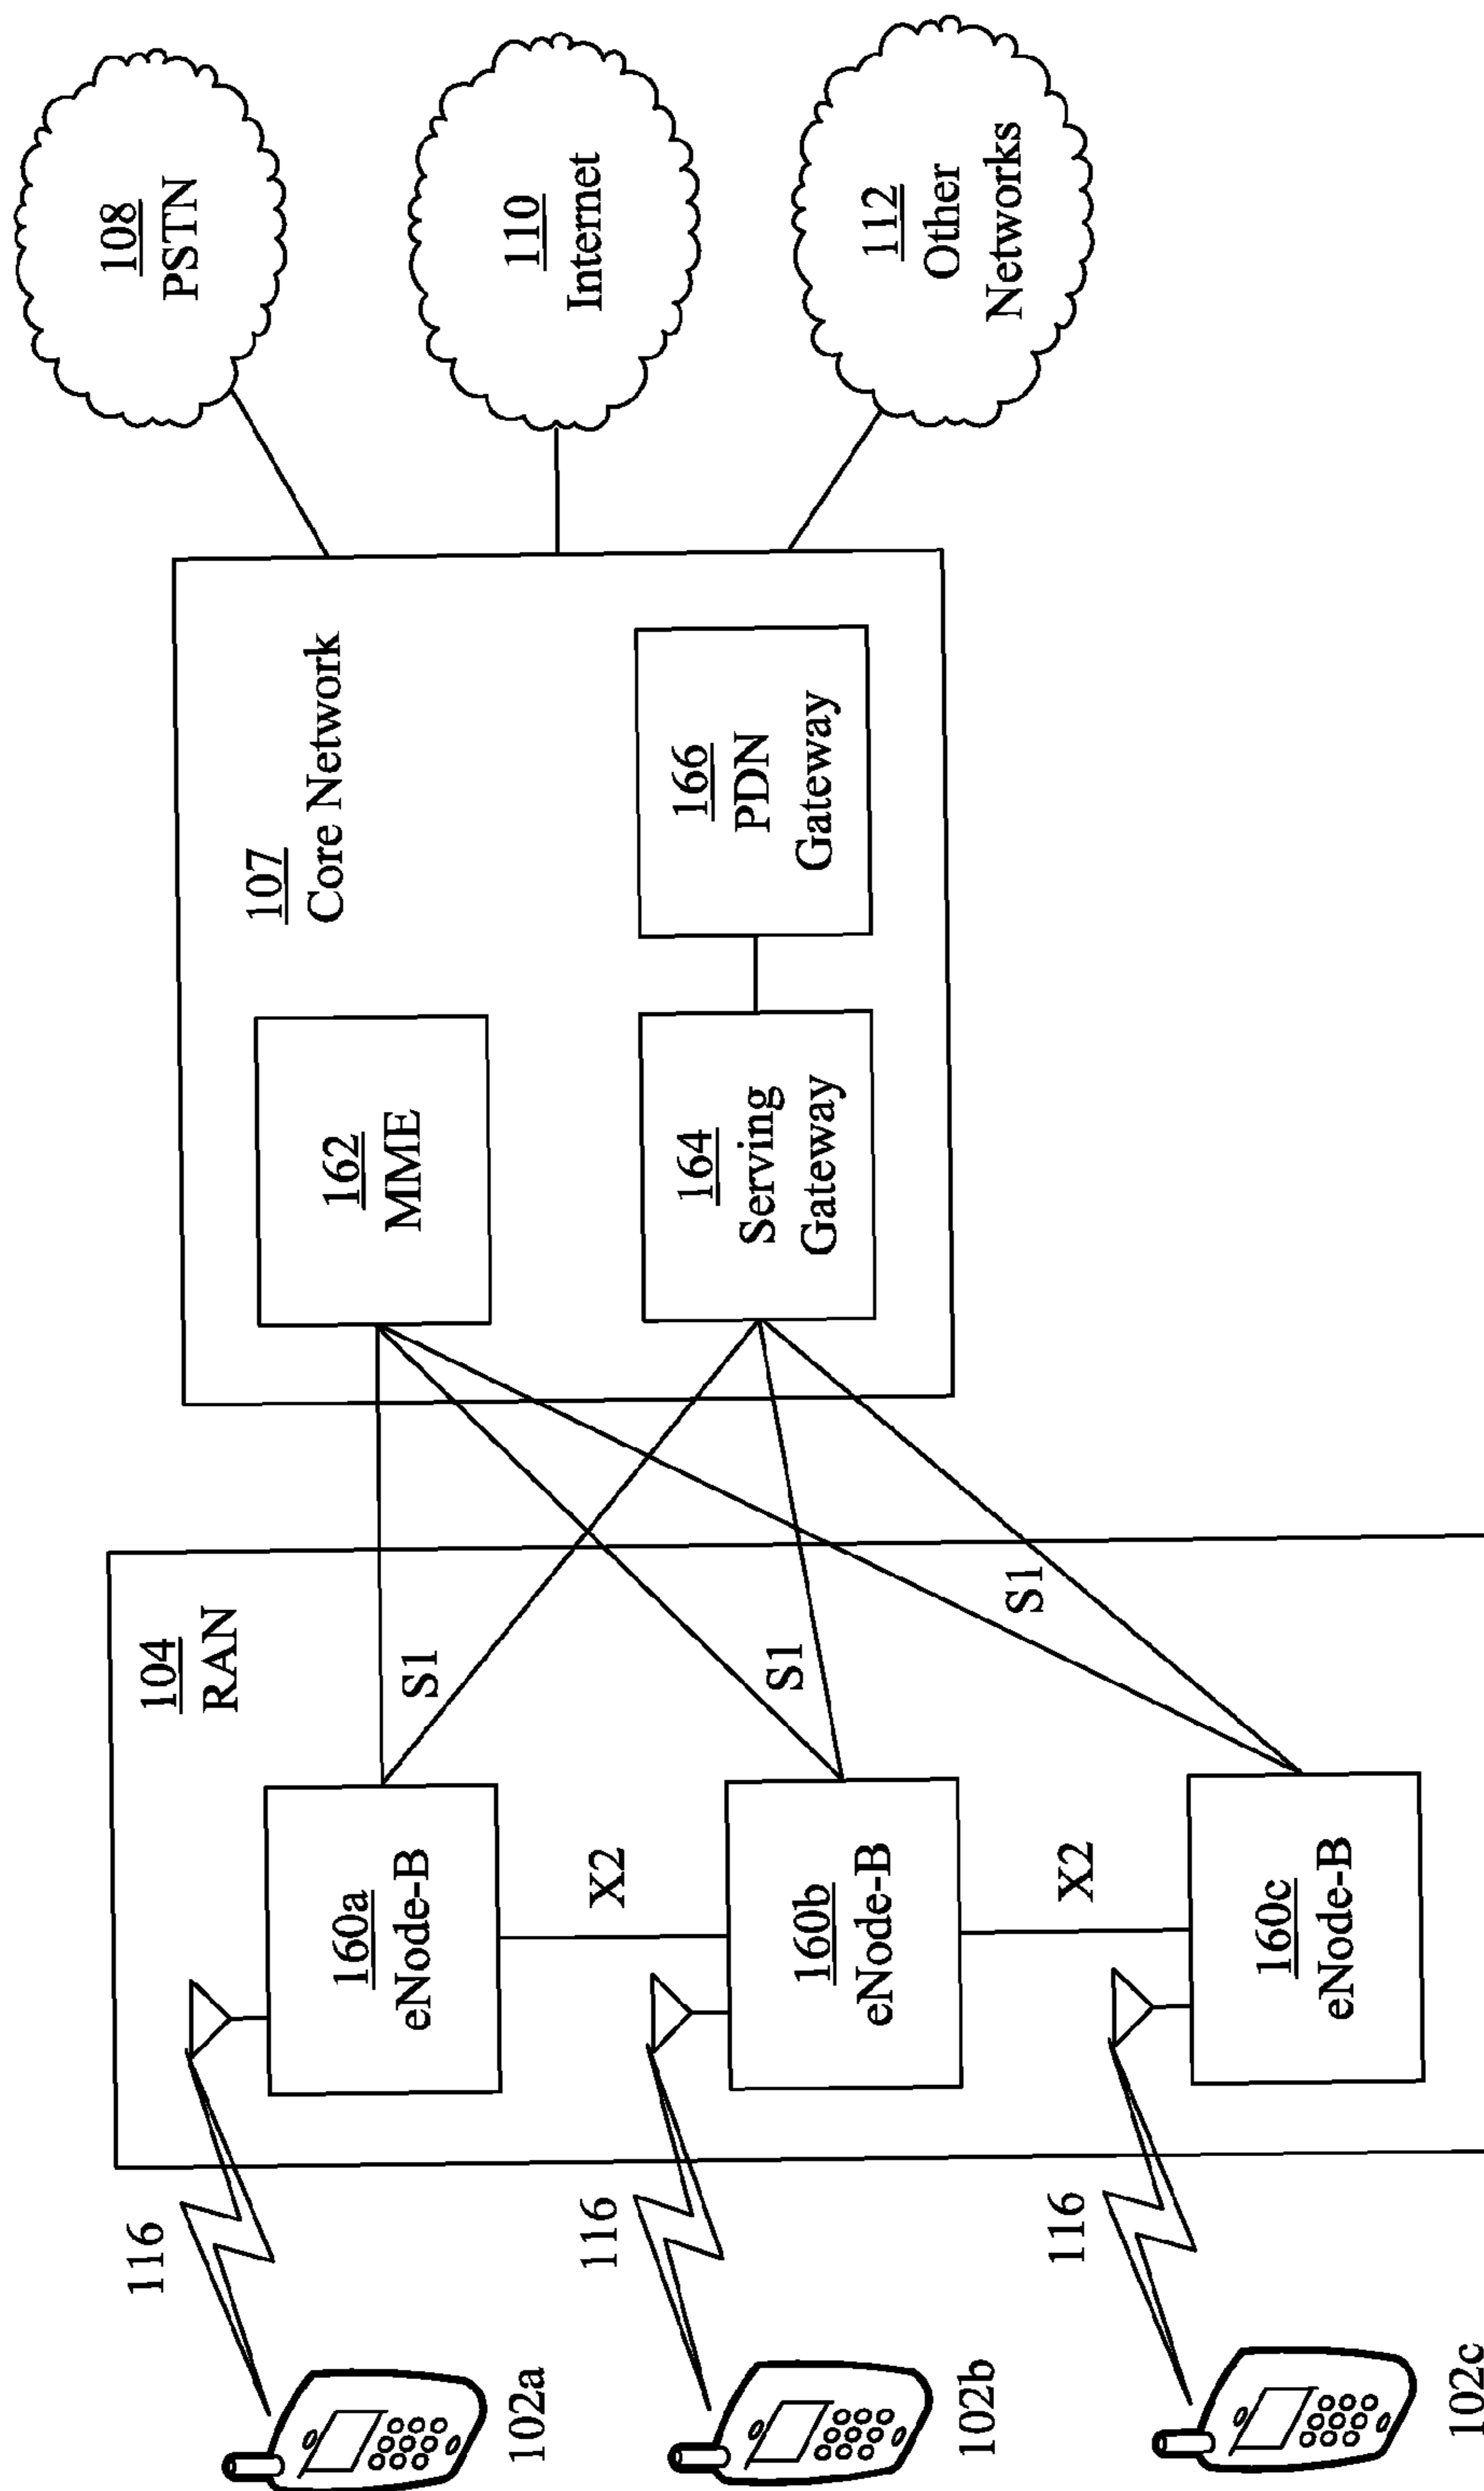 108
PSTN
110
Internet
112
Other
Networks
107
Core Network
162
MME
166
PDN
Gateway
164
Serving
Gateway
104
RAN
S1
S1
S1
160a
eNode-B
X2
160b
eNode-B
X2
160c
eNode-B
116
116
116
102a
102b
102c